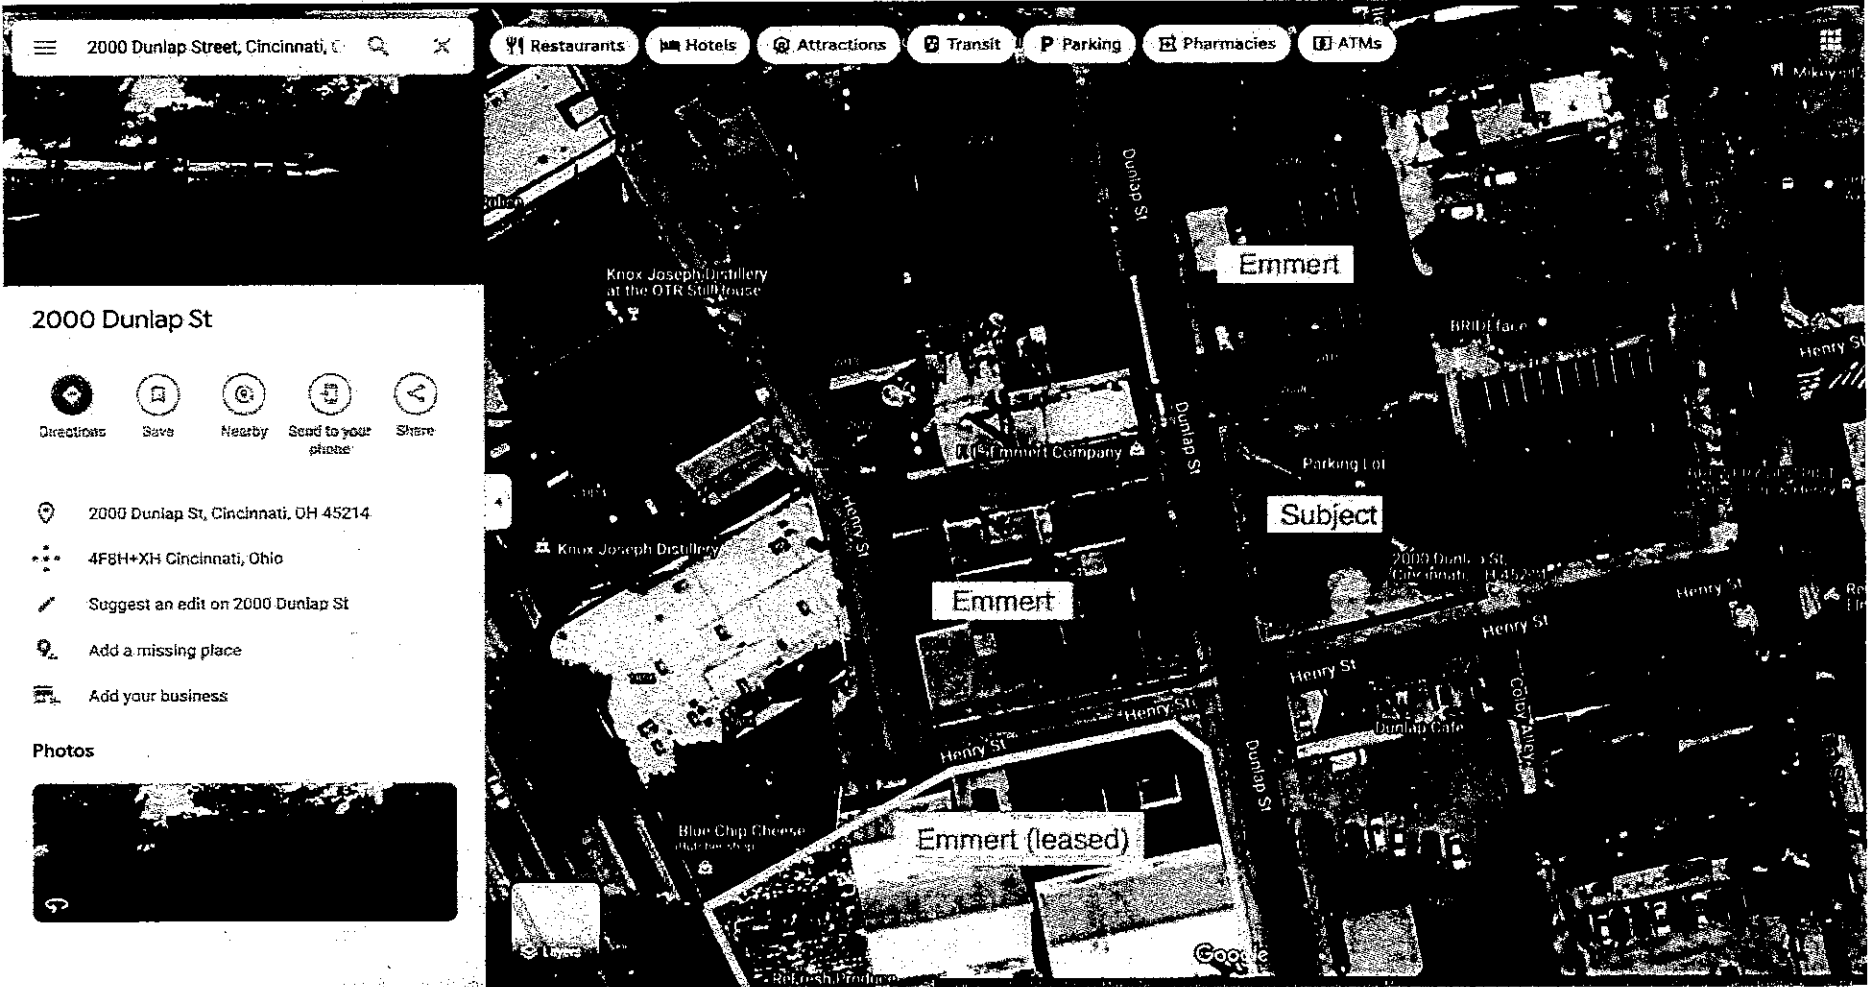 2000 Dunlap Street, Cincinnati,
Restaurants
Hotels
Attractions
Transit
Parking
Pharmacies
ATMs
2000 Dunlap St
Directions
Save
Nearby
Send to your
phone
Share
2000 Dunlap St, Cincinnati, OH 45214
4F8H+XH Cincinnati, Ohio
Suggest an edit on 2000 Dunlap St
Add a missing place
Add your business
Photos
Layers
Dunlap St
Emmert
Knox Joseph Distillery
at the OTR Stillhouse
BRIDEface
Henry St
Dunlap St
Emmert Company
Parking Lot
Subject
Henry St
Knox Joseph Distillery
2000 Dunlap St,
Emmert
Henry St
Henry St
Henry St
Colby Alley
Henry St
Henry St
Dunlap Cafe
Dunlap St
Blue Chip Cheese
Emmert (leased)
Google
ReFresh Produce